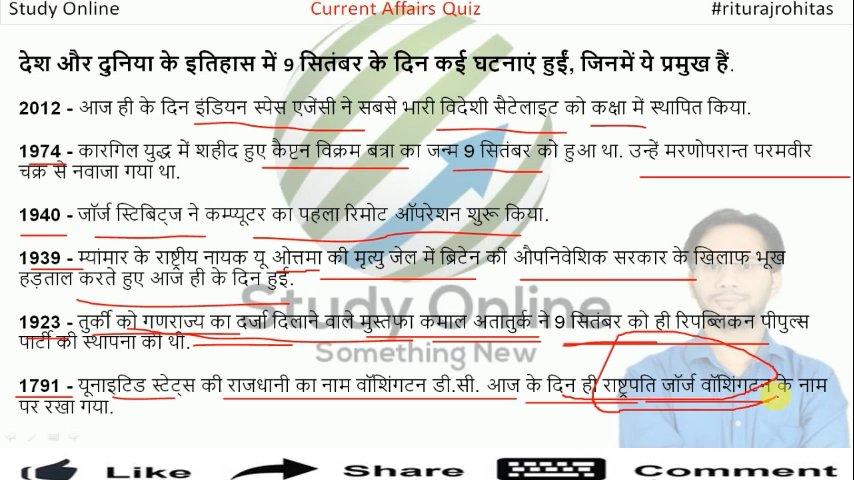 Study Online Current Affairs Quiz #riturajrohitas
देश और दुनिया के इतिहास में 9 सितंबर के दिन कई घटनाएं हुईं, जिनमें ये प्रमुख हैं.
2012 - आज ही के दिन इंडियन स्पेस एजेंसी ने सबसे भारी विदेशी सैटेलाइट को कक्षा में स्थापित किया.
1974 - कारगिल युद्ध में शहीद हुए कैप्टन विक्रम बत्रा का जन्म 9 सितंबर को हुआ था. उन्हें मरणोपरान्त परमवीर
चक्र से नवाजा गया था.
1940 - जॉर्ज स्टिबिट्ज ने कम्प्यूटर का पहला रिमोट ऑपरेशन शुरू किया.
1939 - म्यांमार के राष्ट्रीय नायक यू ओत्तमा की मृत्यु जेल में ब्रिटेन की औपनिवेशिक सरकार के खिलाफ भूख
हड़ताल करते हुए आज ही के दिन हुई.
Study Online
1923 - तुर्की को गणराज्य का दर्जा दिलाने वाले मुस्तफा कमाल अतातुर्क ने 9 सितंबर को ही रिपब्लिकन पीपुल्स
पार्टी की स्थापना की थी.
Something New
1791 - यूनाइटिड स्टेट्स की राजधानी का नाम वॉशिंगटन डी.सी. आज के दिन ही राष्ट्रपति जॉर्ज वॉशिंगटन के नाम
पर रखा गया.
Like Share Comment